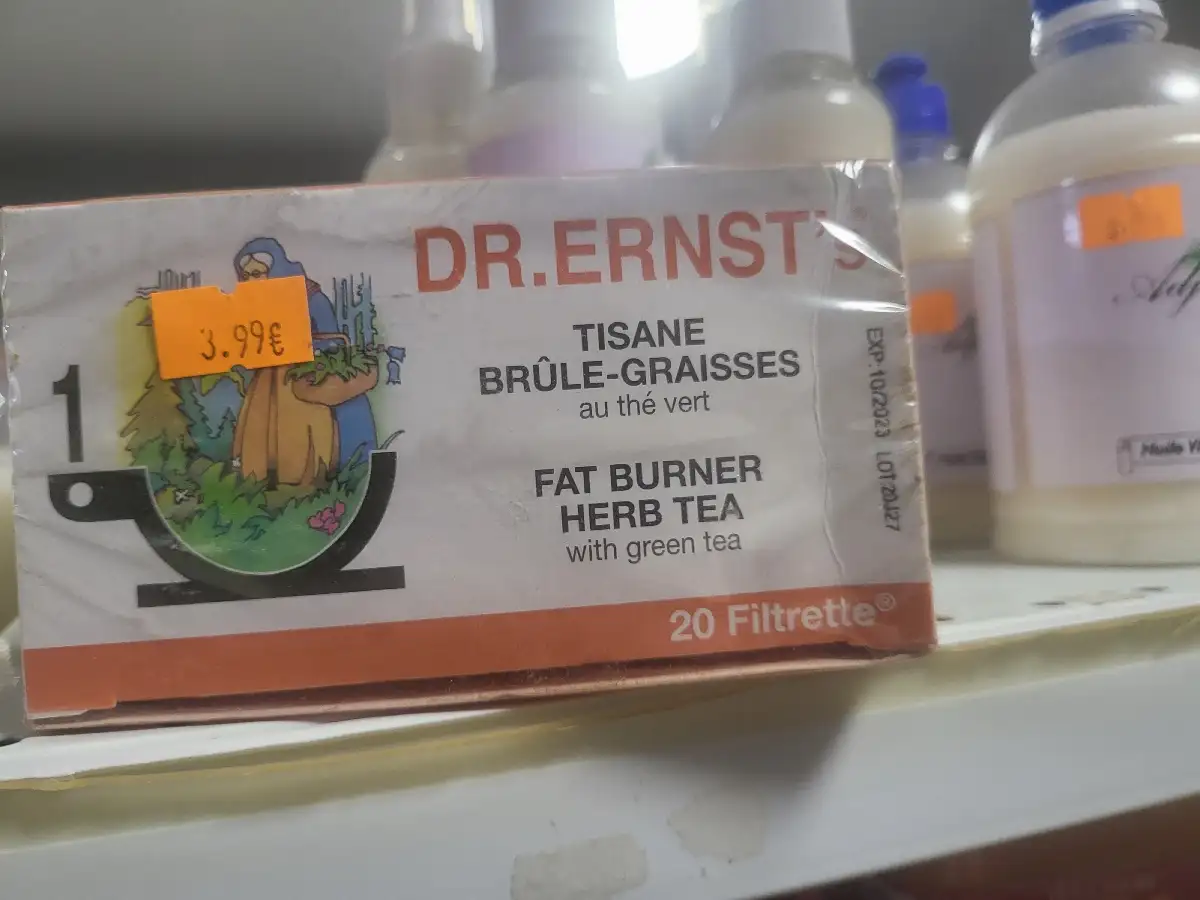 DR.ERNST's®
3.99€
1
TISANE
BRÛLE-GRAISSES
au thé vert
FAT BURNER
HERB TEA
with green tea
20 Filtrette®
EXP:10/2023 LOT 20J27